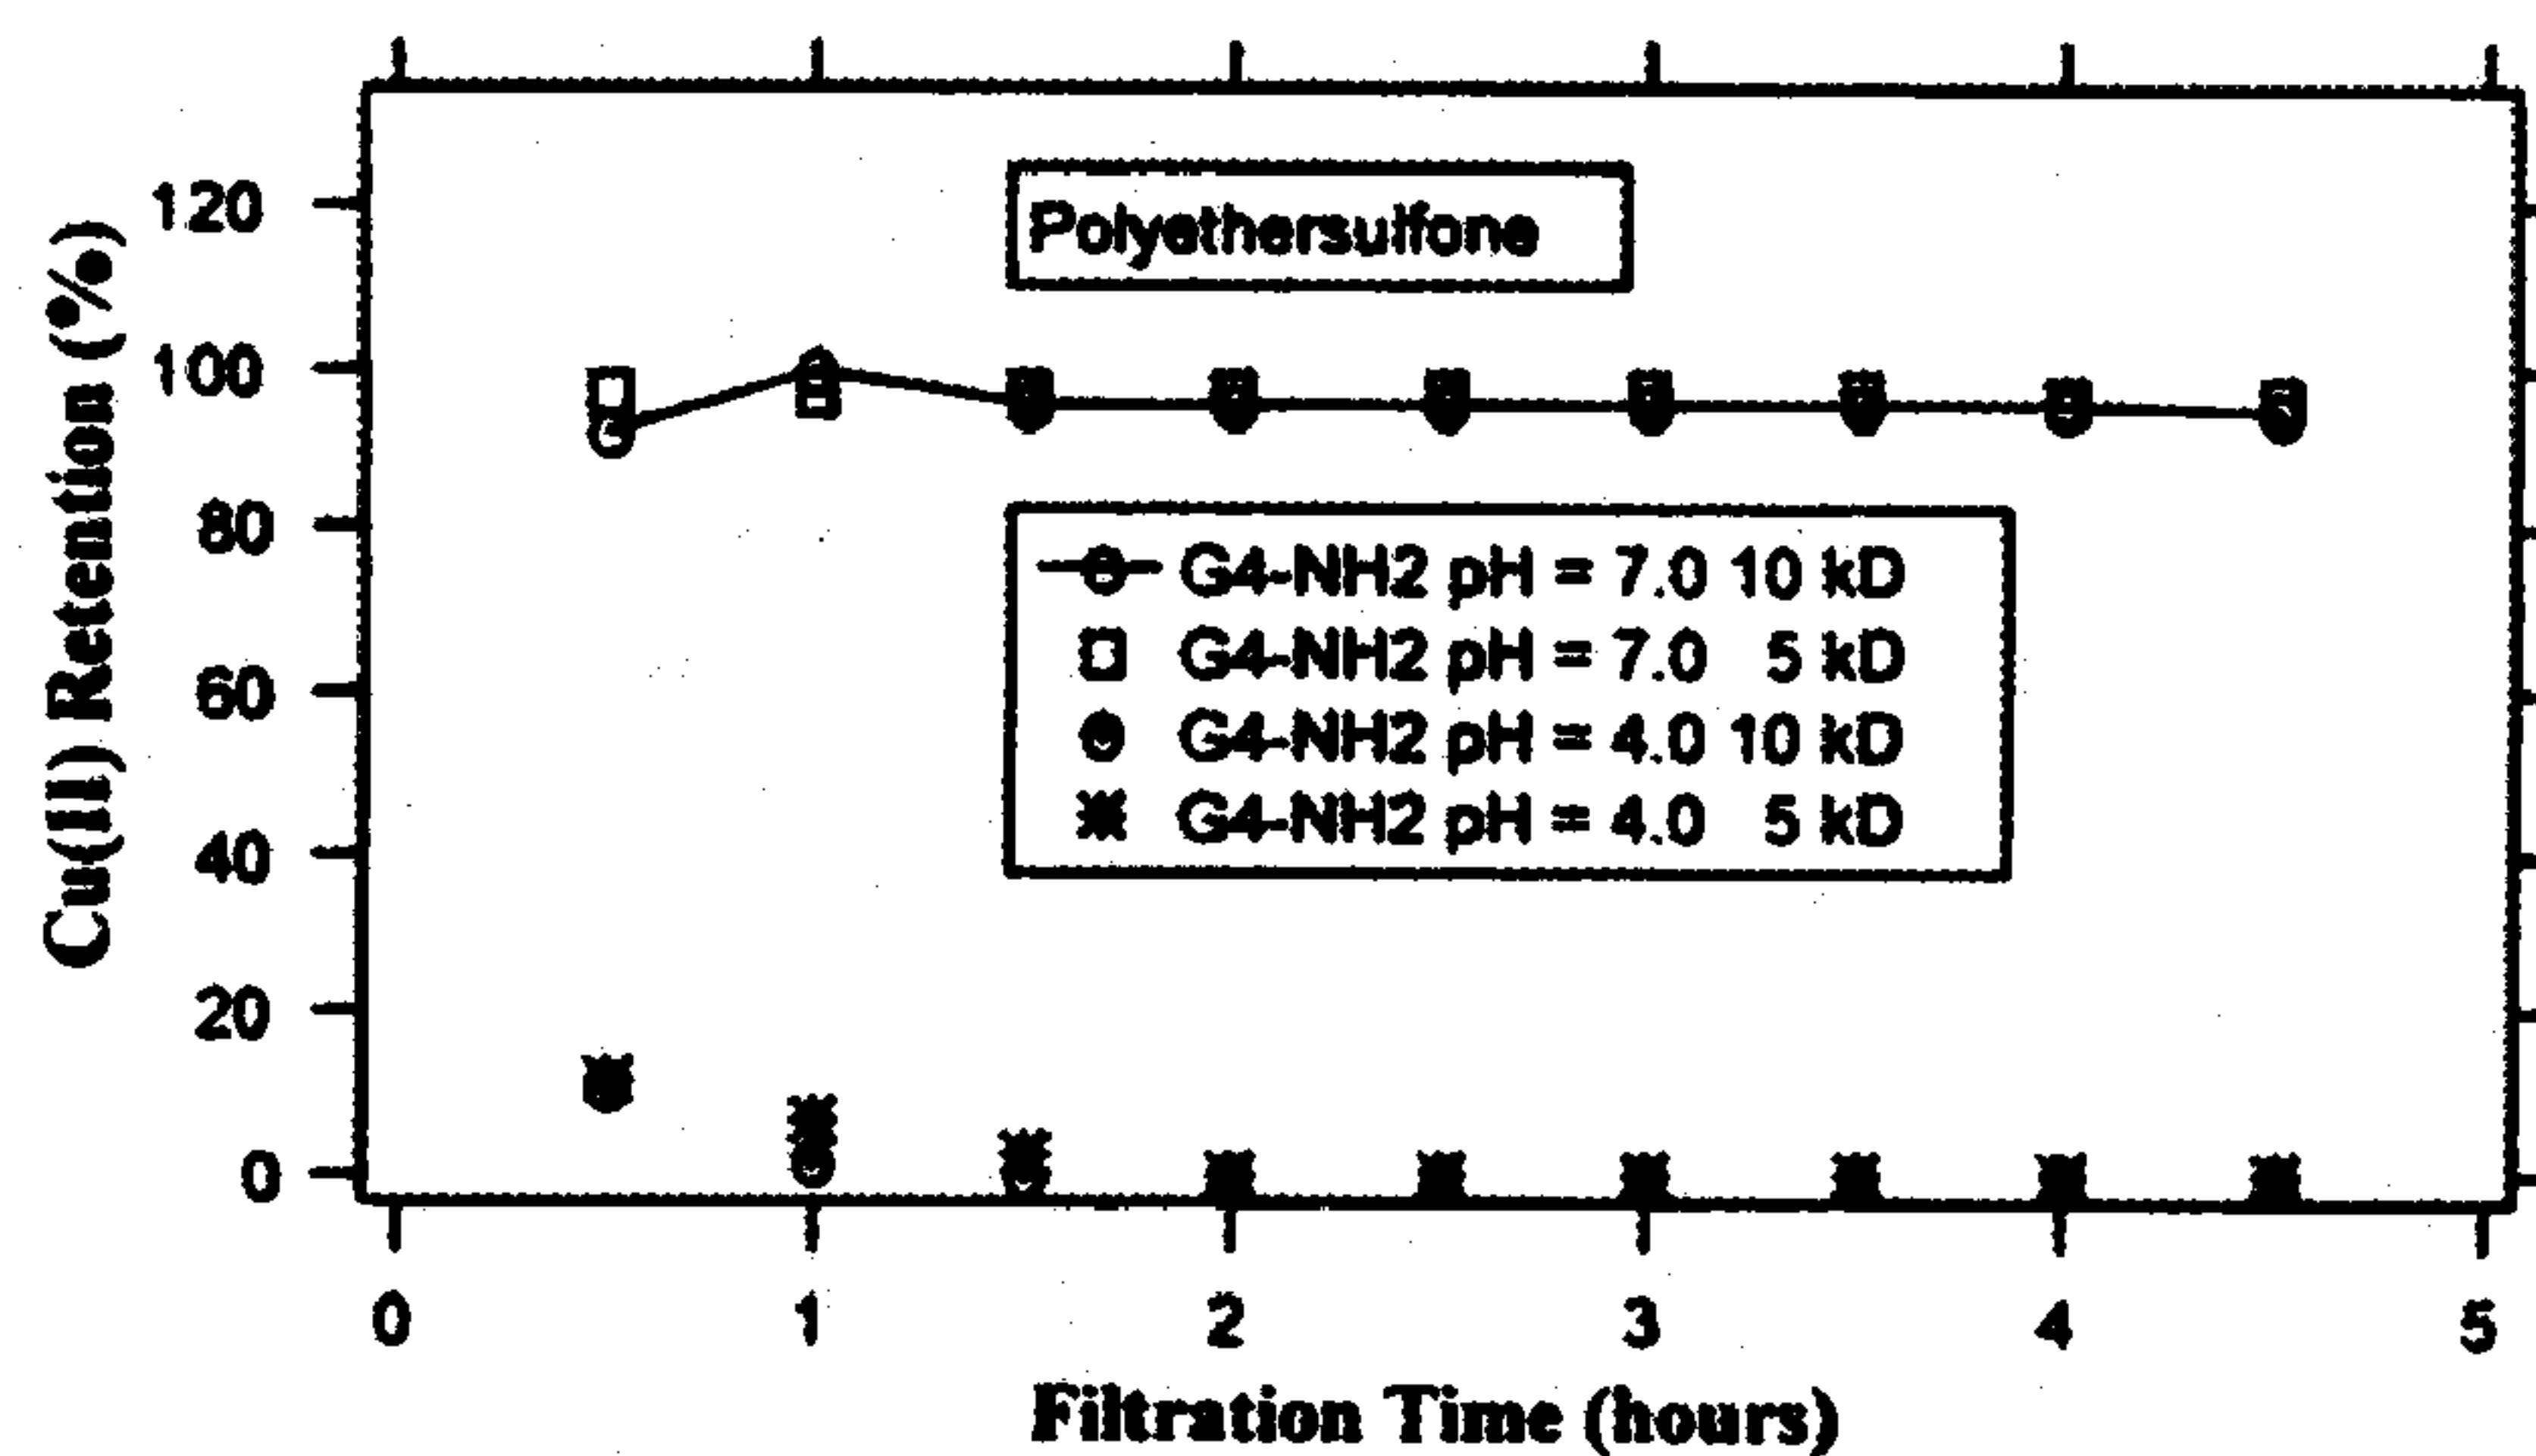 Polyethersulfone
Cu(II) Retention (%)
120
100
80
60
40
20
0
G4-NH2 pH = 7.0 10 kD
G4-NH2 pH = 7.0 5 kD
G4-NH2 pH = 4.0 10 kD
G4-NH2 pH = 4.0 5 kD
0 1 2 3 4 5
Filtration Time (hours)